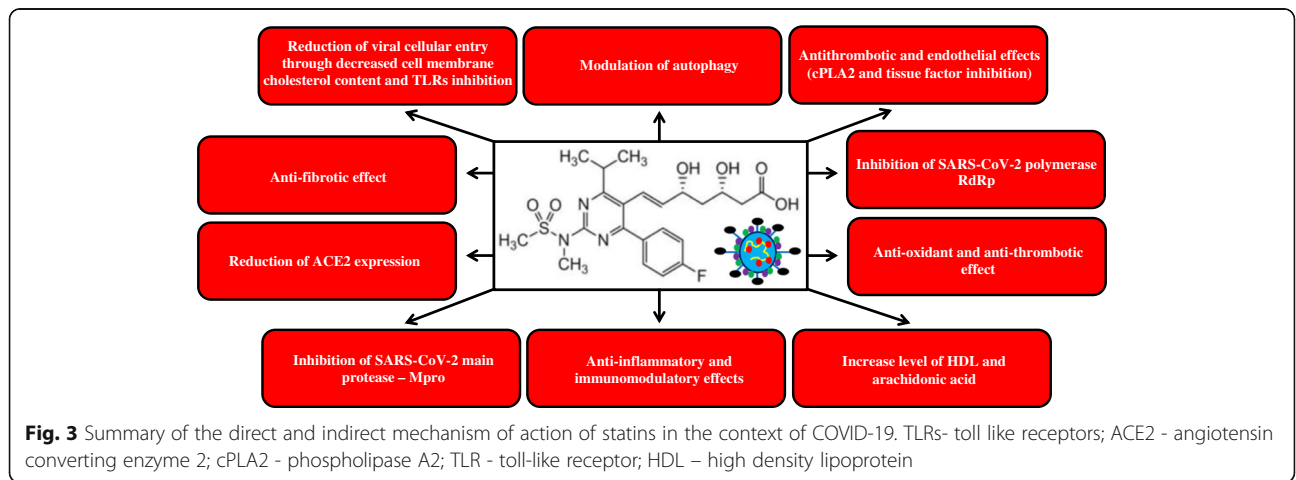 Reduction of viral cellular entry
through decreased cell membrane
cholesterol content and TLRs inhibition
Modulation of autophagy
Antithrombotic and endothelial effects
(cPLA2 and tissue factor inhibition)
Anti-fibrotic effect
Inhibition of SARS-CoV-2 polymerase
RdRp
Reduction of ACE2 expression
Anti-oxidant and anti-thrombotic
effect
H₃C
CH₃
OH
OH
O
OH
O
O
S
N
H₃C
N
N
CH₃
F
Inhibition of SARS-CoV-2 main
protease – Mpro
Anti-inflammatory and
immunomodulatory effects
Increase level of HDL and
arachidonic acid
Fig. 3 Summary of the direct and indirect mechanism of action of statins in the context of COVID-19. TLRs- toll like receptors; ACE2 - angiotensin
converting enzyme 2; cPLA2 - phospholipase A2; TLR - toll-like receptor; HDL – high density lipoprotein